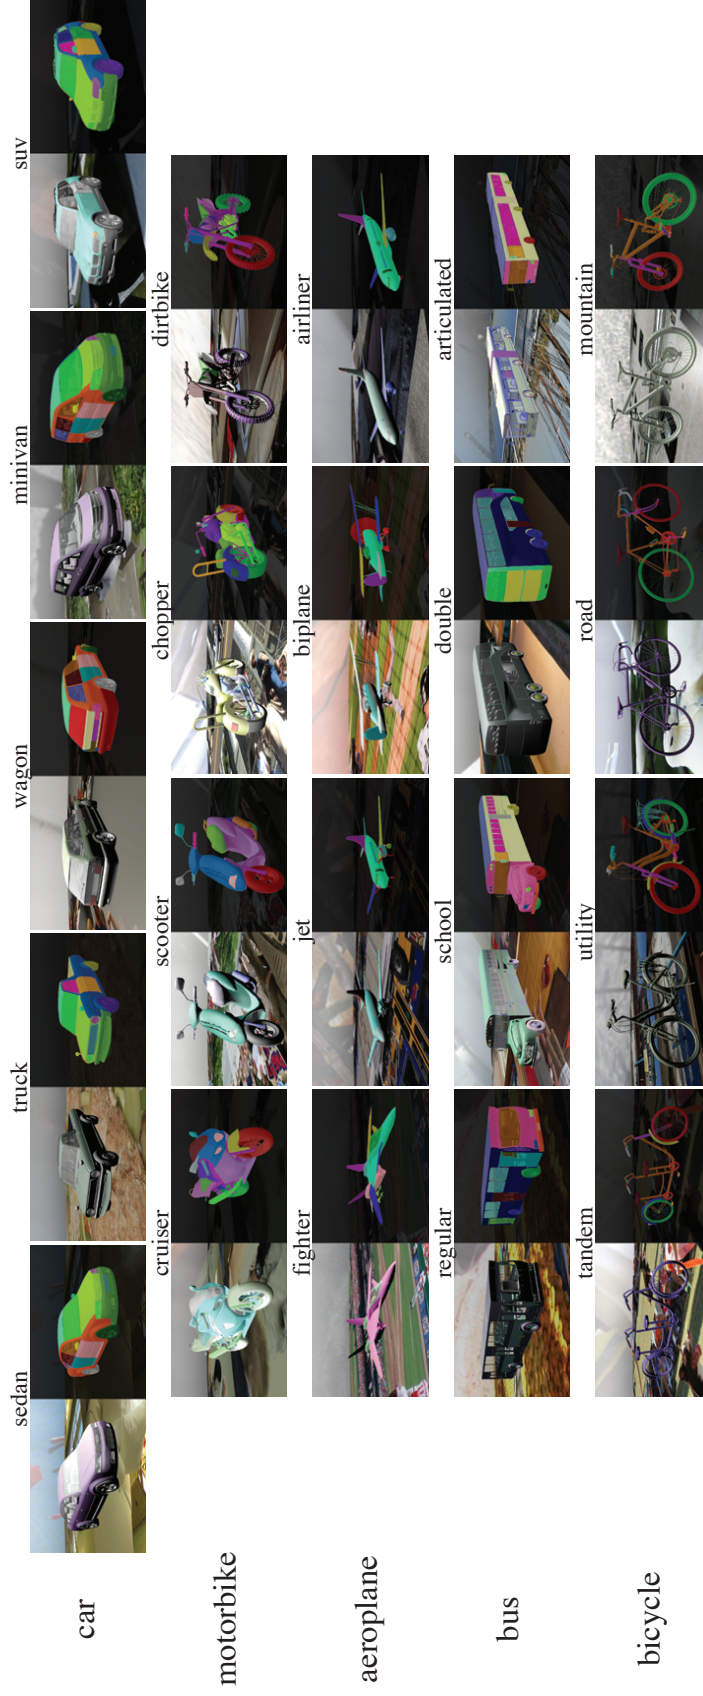 car
sedan
truck
wagon
minivan
suv
motorbike
cruiser
scooter
chopper
dirtbike
aeroplane
fighter
jet
biplane
airliner
bus
regular
school
double
articulated
bicycle
tandem
utility
road
mountain